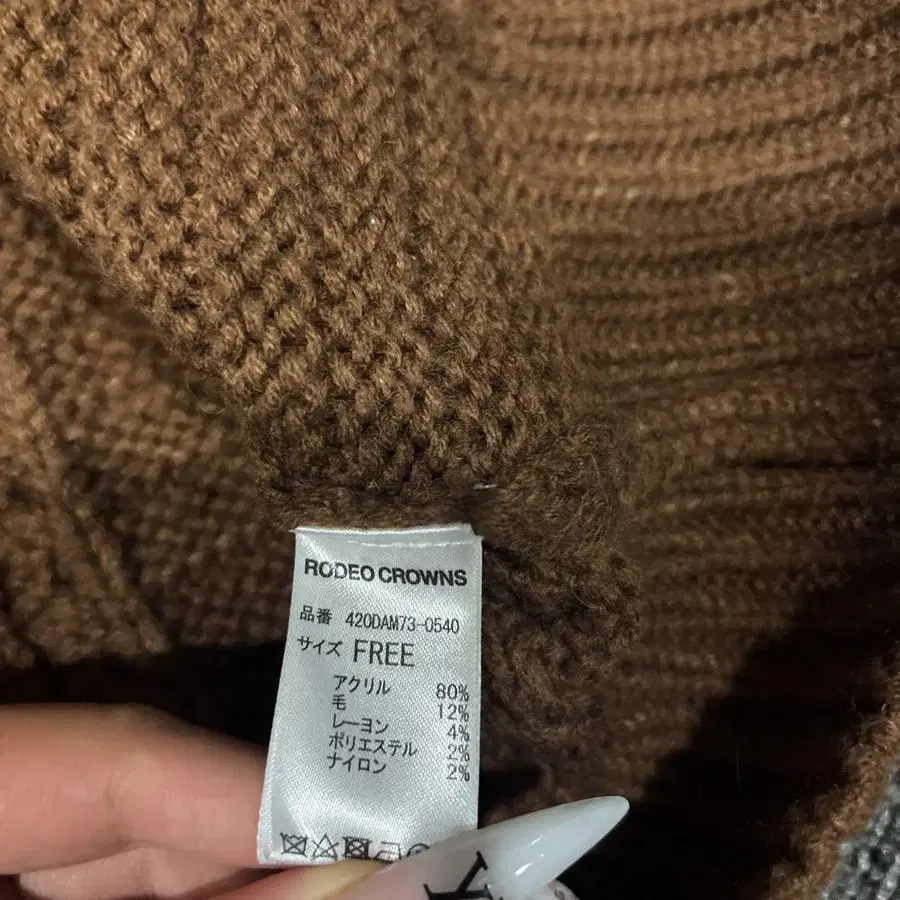 RODEO CROWNS
品番 420DAM73-0540
サイズ FREE
アクリル 80%
毛 12%
レーヨン 4%
ポリエステル 2%
ナイロン 2%